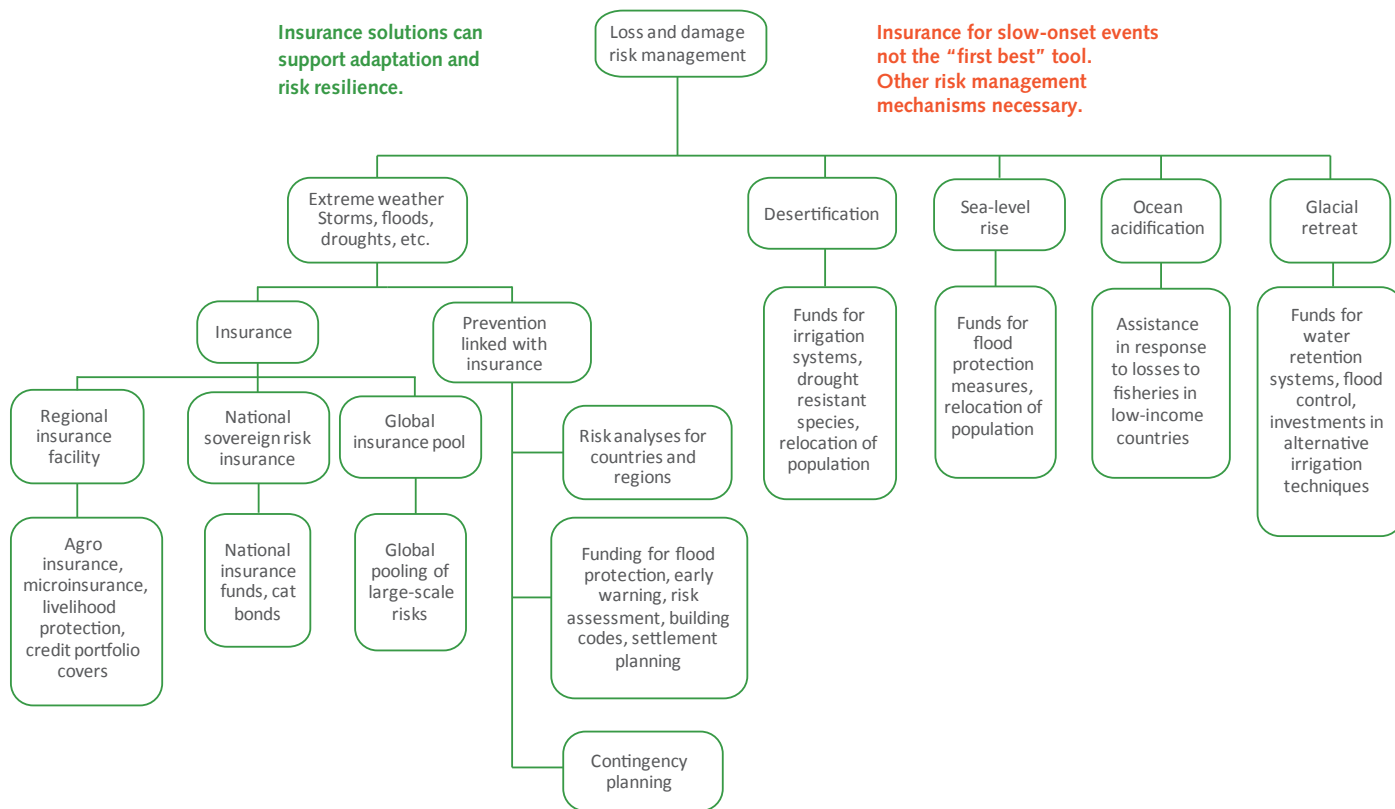 Insurance solutions can
support adaptation and
risk resilience.
Loss and damage
risk management
Insurance for slow-onset events
not the “first best” tool.
Other risk management
mechanisms necessary.
Extreme weather
Storms, floods,
droughts, etc.
Desertification
Sea-level
rise
Ocean
acidification
Glacial
retreat
Insurance
Prevention
linked with
insurance
Funds for
irrigation
systems,
drought
resistant
species,
relocation of
population
Funds for
flood
protection
measures,
relocation of
population
Assistance
in response
to losses to
fisheries in
low-income
countries
Funds for
water
retention
systems, flood
control,
investments in
alternative
irrigation
techniques
Regional
insurance
facility
National
sovereign risk
insurance
Global
insurance pool
Risk analyses for
countries and
regions
Agro
insurance,
microinsurance,
livelihood
protection,
credit portfolio
covers
National
insurance
funds, cat
bonds
Global
pooling of
large-scale
risks
Funding for flood
protection, early
warning, risk
assessment, building
codes, settlement
planning
Contingency
planning